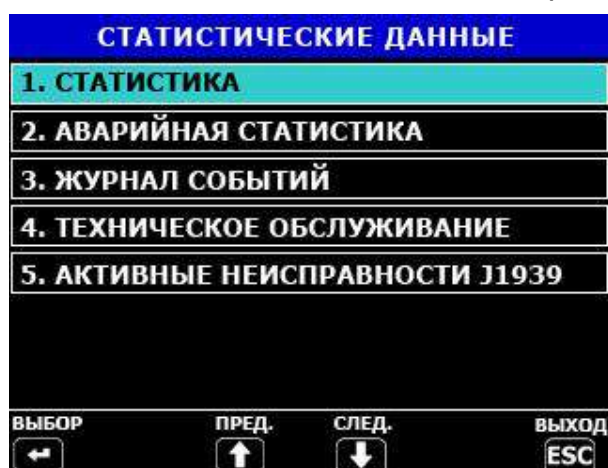 СТАТИСТИЧЕСКИЕ ДАННЫЕ
1. СТАТИСТИКА
2. АВАРИЙНАЯ СТАТИСТИКА
3. ЖУРНАЛ СОБЫТИЙ
4. ТЕХНИЧЕСКОЕ ОБСЛУЖИВАНИЕ
5. АКТИВНЫЕ НЕИСПРАВНОСТИ J1939
ВЫБОР ПРЕД. СЛЕД. ВЫХОД
ESC